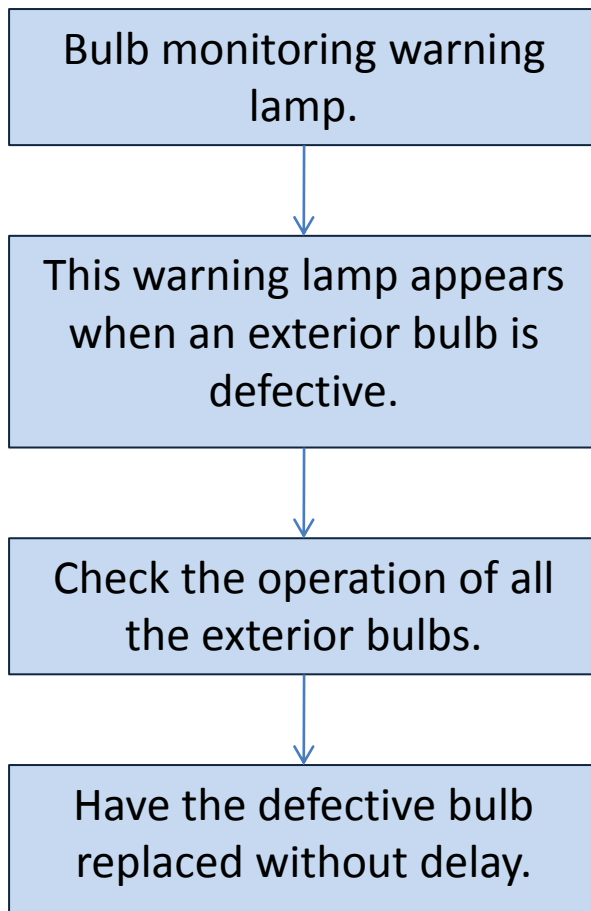 Bulb monitoring warning
lamp.
This warning lamp appears
when an exterior bulb is
defective.
Check the operation of all
the exterior bulbs.
Have the defective bulb
replaced without delay.